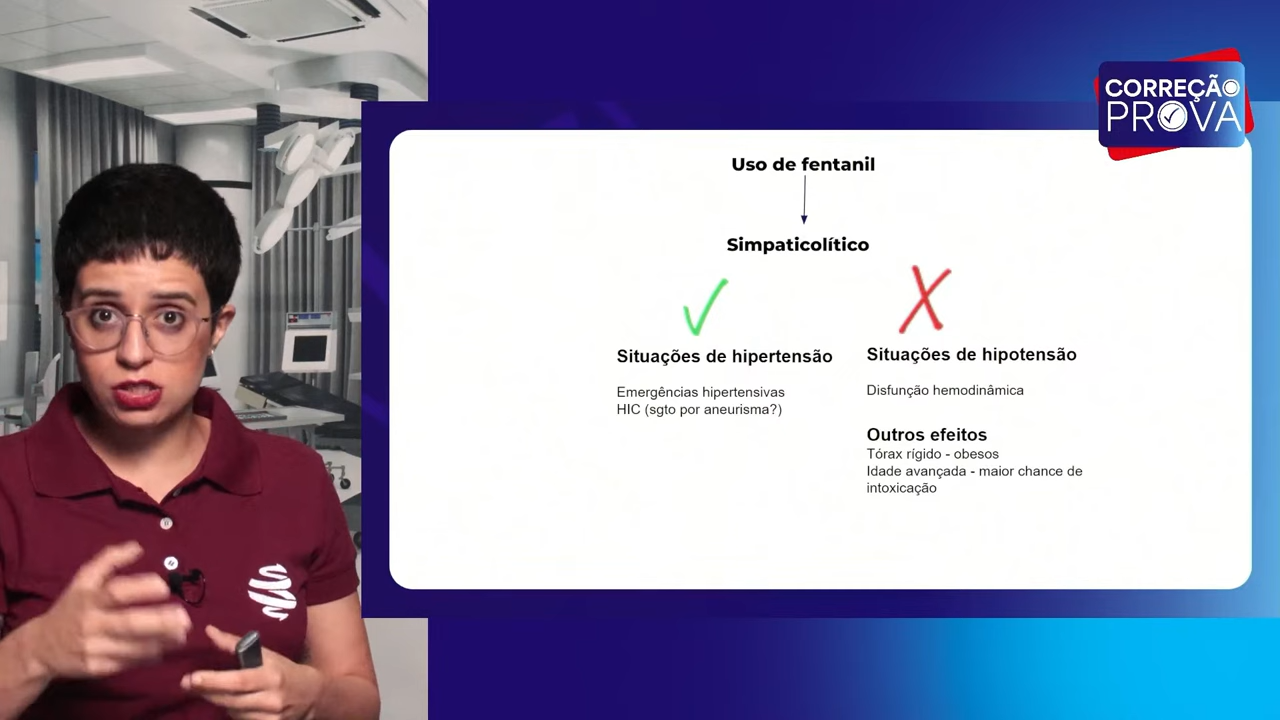 CORREÇÃO
PROVA
Uso de fentanil
Simpaticolítico
Situações de hipertensão
Emergências hipertensivas
HIC (sgto por aneurisma?)
Situações de hipotensão
Disfunção hemodinâmica
Outros efeitos
Tórax rígido - obesos
Idade avançada - maior chance de
intoxicação